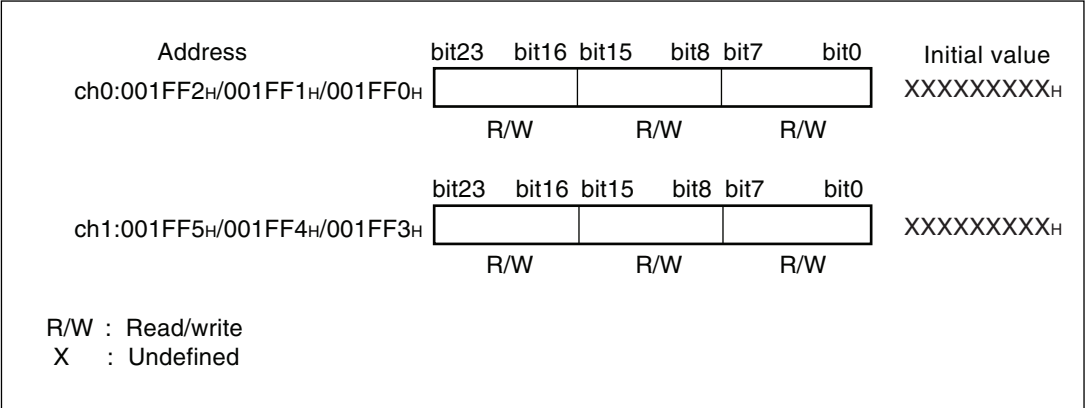 Address bit23 bit16 bit15 bit8 bit7 bit0 Initial value
ch0:001FF2H/001FF1H/001FF0H XXXXXXXXXH
R/W R/W R/W
bit23 bit16 bit15 bit8 bit7 bit0
ch1:001FF5H/001FF4H/001FF3H XXXXXXXXXH
R/W R/W R/W
R/W : Read/write
X : Undefined